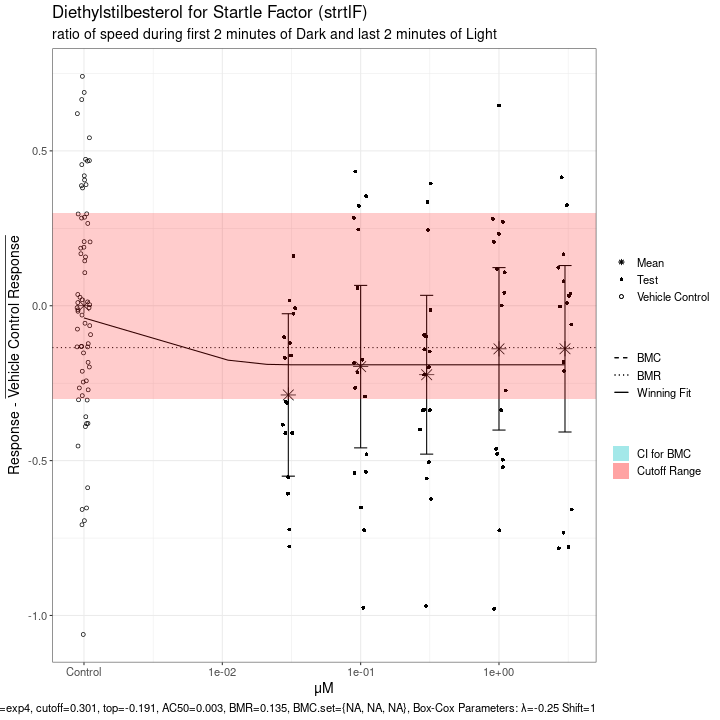 Diethylstilbesterol for Startle Factor (strtlF)
ratio of speed during first 2 minutes of Dark and last 2 minutes of Light
Response - Vehicle Control Response
0.5
0.0
-0.5
-1.0
Control
1e-02
1e-01
1e+00
µM
Mean
Test
Vehicle Control
BMC
BMR
Winning Fit
CI for BMC
Cutoff Range
=exp4, cutoff=0.301, top=-0.191, AC50=0.003, BMR=0.135, BMC.set={NA, NA, NA}, Box-Cox Parameters: λ=-0.25 Shift=1